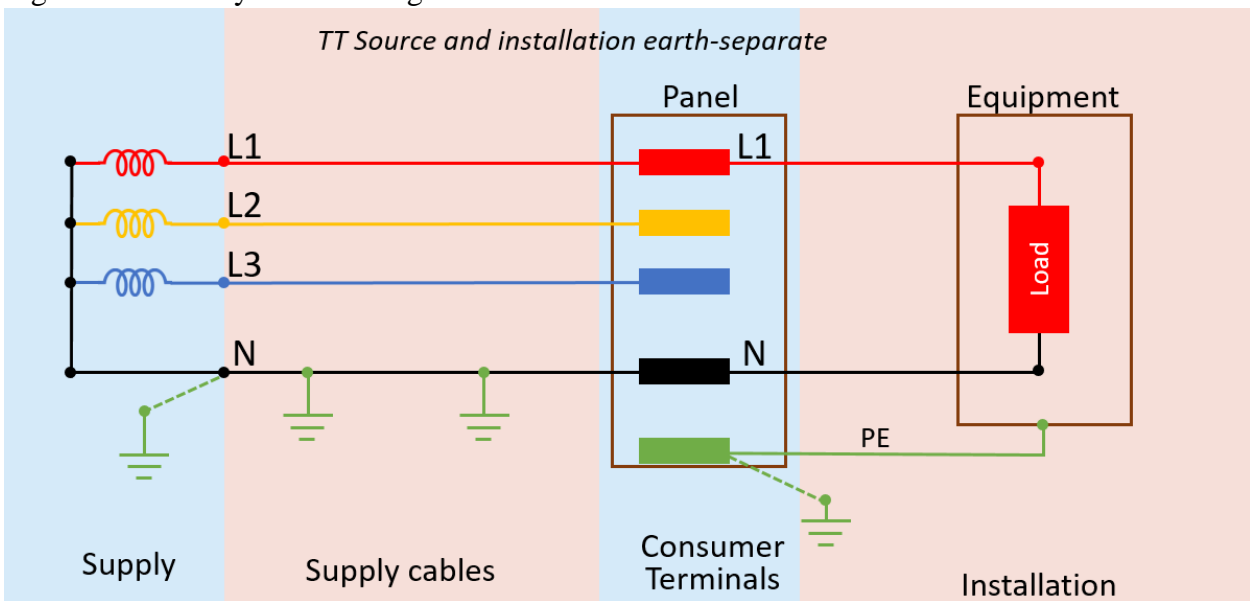 TT Source and installation earth-separate
Panel
Equipment
L1
L1
L2
L3
Load
N
N
PE
Supply
Supply cables
Consumer
Terminals
Installation